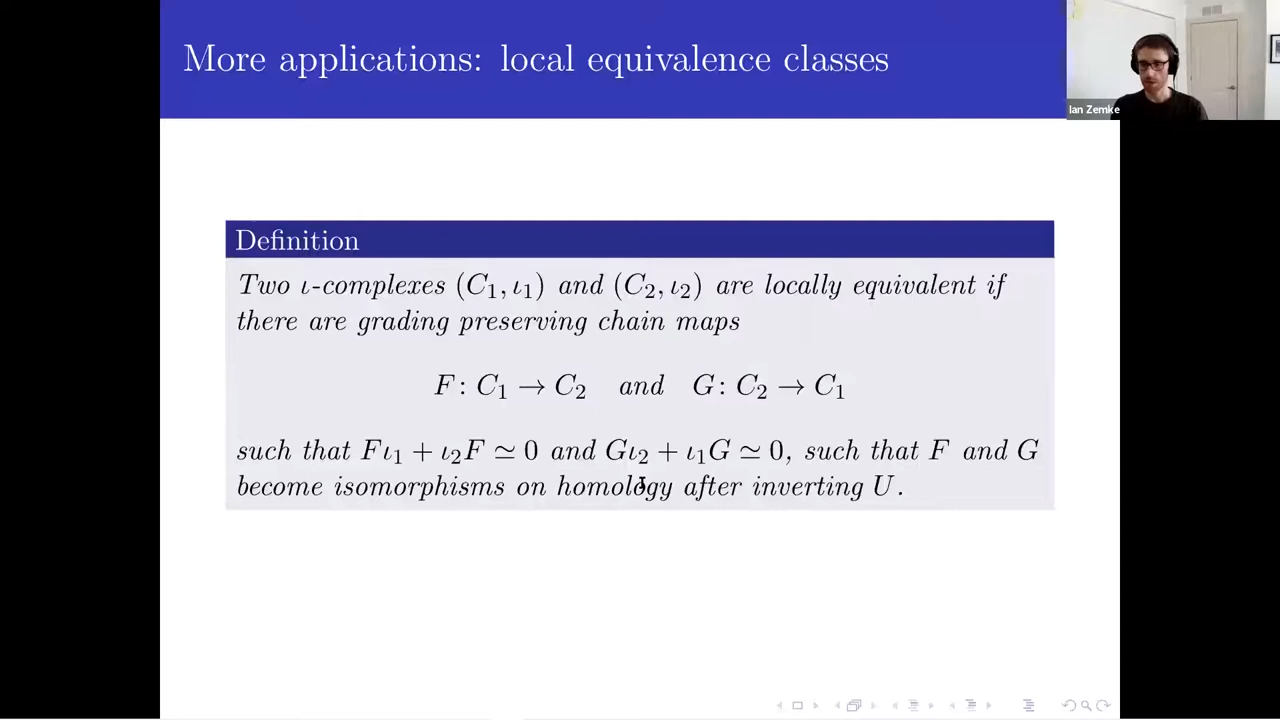 More applications: local equivalence classes
Ian Zemke
Definition
Two ι-complexes (C₁, ι₁) and (C₂, ι₂) are locally equivalent if
there are grading preserving chain maps
F : C₁ → C₂ and G : C₂ → C₁
such that Fι₁ + ι₂F ≃ 0 and Gι₂ + ι₁G ≃ 0, such that F and G
become isomorphisms on homology after inverting U.